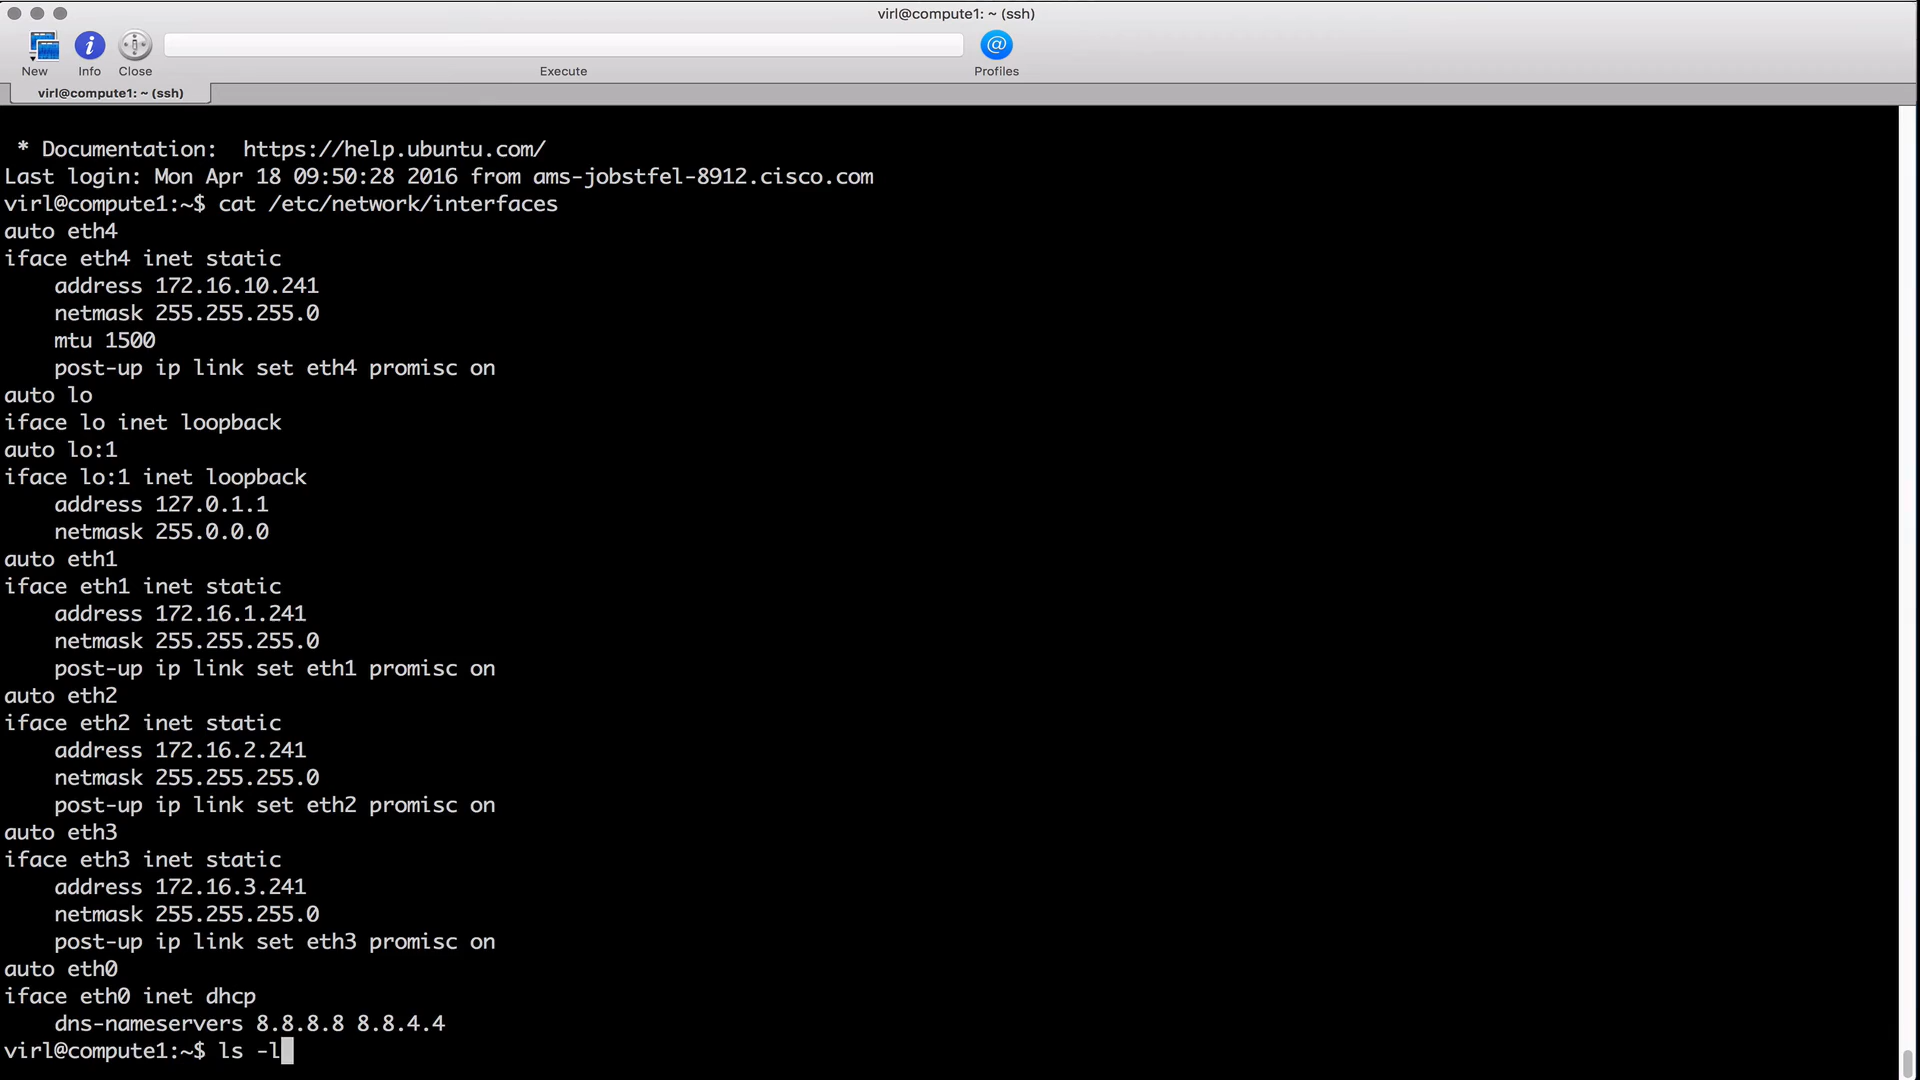 virl@compute1: ~ (ssh)
New Info Close Execute Profiles
virl@compute1: ~ (ssh)
* Documentation:  https://help.ubuntu.com/
Last login: Mon Apr 18 09:50:28 2016 from ams-jobstfel-8912.cisco.com
virl@compute1:~$ cat /etc/network/interfaces
auto eth4
iface eth4 inet static
    address 172.16.10.241
    netmask 255.255.255.0
    mtu 1500
    post-up ip link set eth4 promisc on
auto lo
iface lo inet loopback
auto lo:1
iface lo:1 inet loopback
    address 127.0.1.1
    netmask 255.0.0.0
auto eth1
iface eth1 inet static
    address 172.16.1.241
    netmask 255.255.255.0
    post-up ip link set eth1 promisc on
auto eth2
iface eth2 inet static
    address 172.16.2.241
    netmask 255.255.255.0
    post-up ip link set eth2 promisc on
auto eth3
iface eth3 inet static
    address 172.16.3.241
    netmask 255.255.255.0
    post-up ip link set eth3 promisc on
auto eth0
iface eth0 inet dhcp
    dns-nameservers 8.8.8.8 8.8.4.4
virl@compute1:~$ ls -l